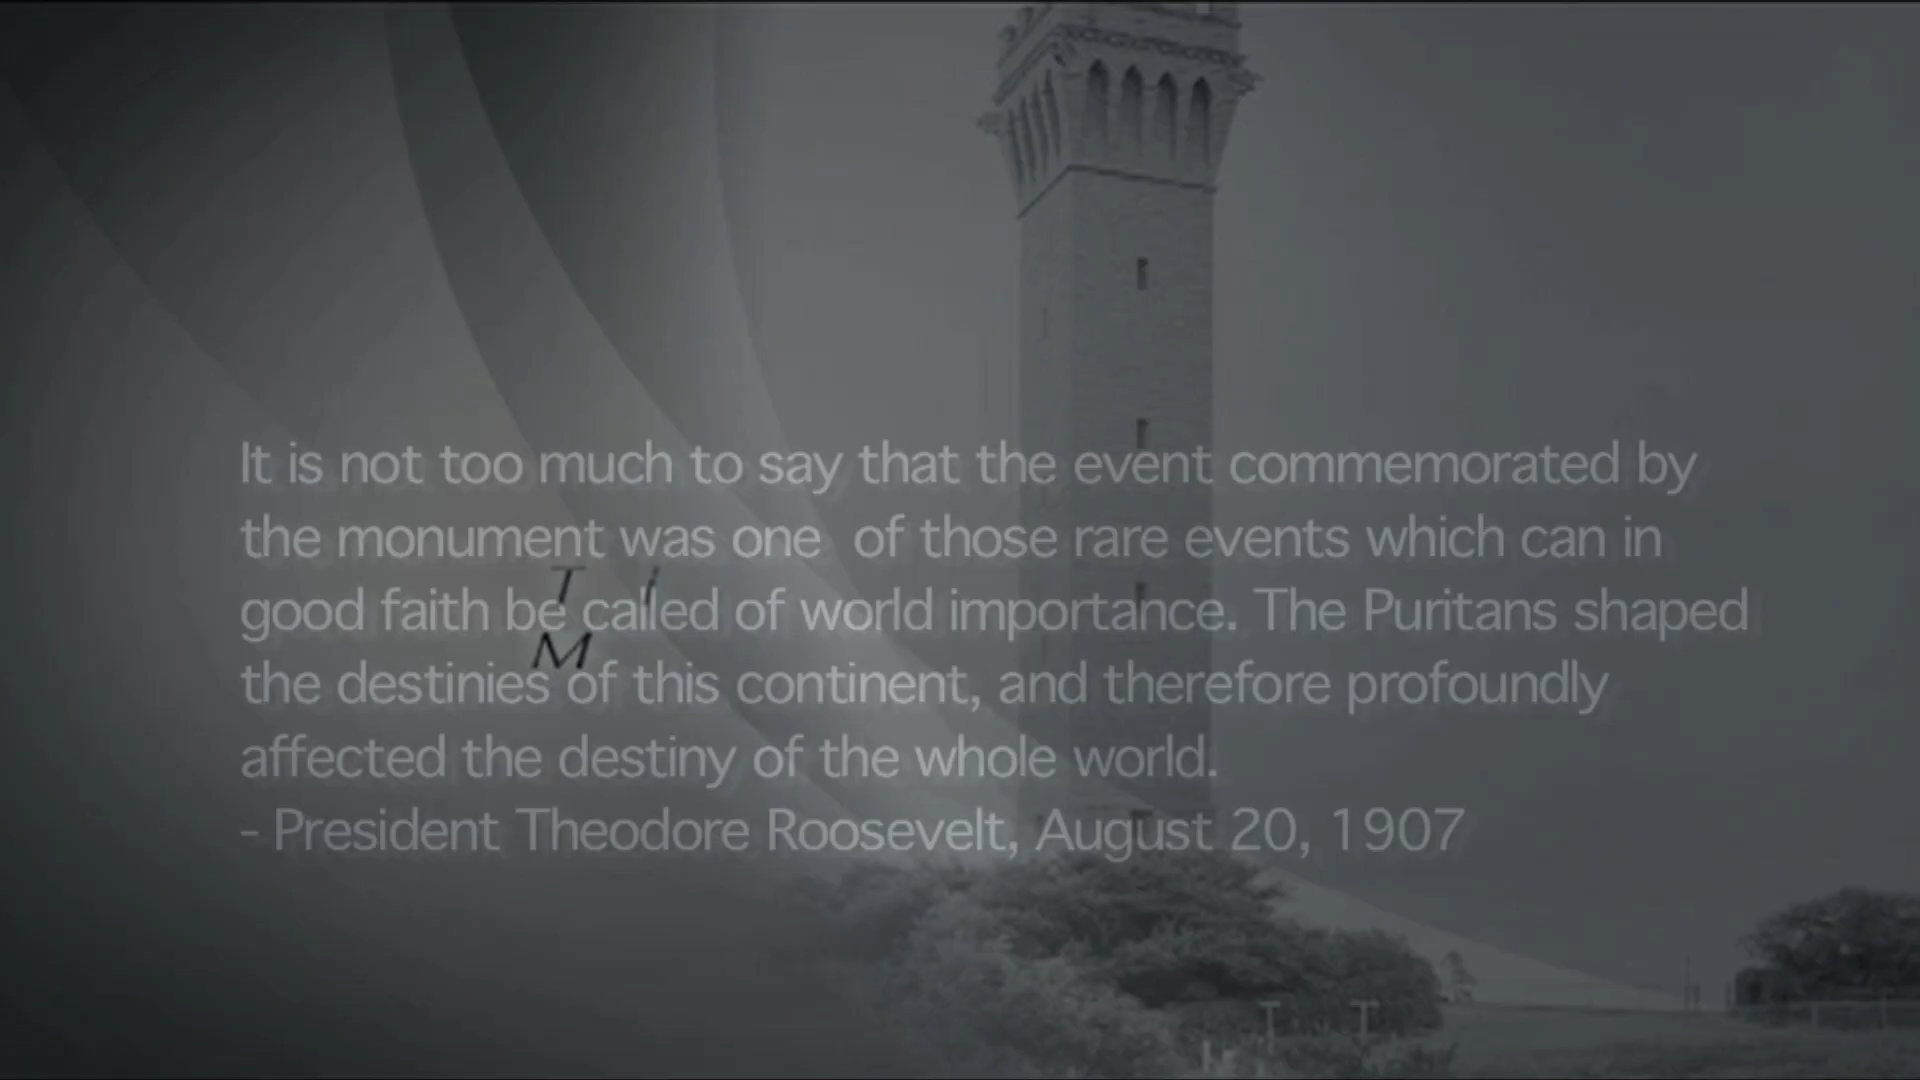 It is not too much to say that the event commemorated by
the monument was one of those rare events which can in
T i
good faith be called of world importance. The Puritans shaped
M
the destinies of this continent, and therefore profoundly
affected the destiny of the whole world.
- President Theodore Roosevelt, August 20, 1907